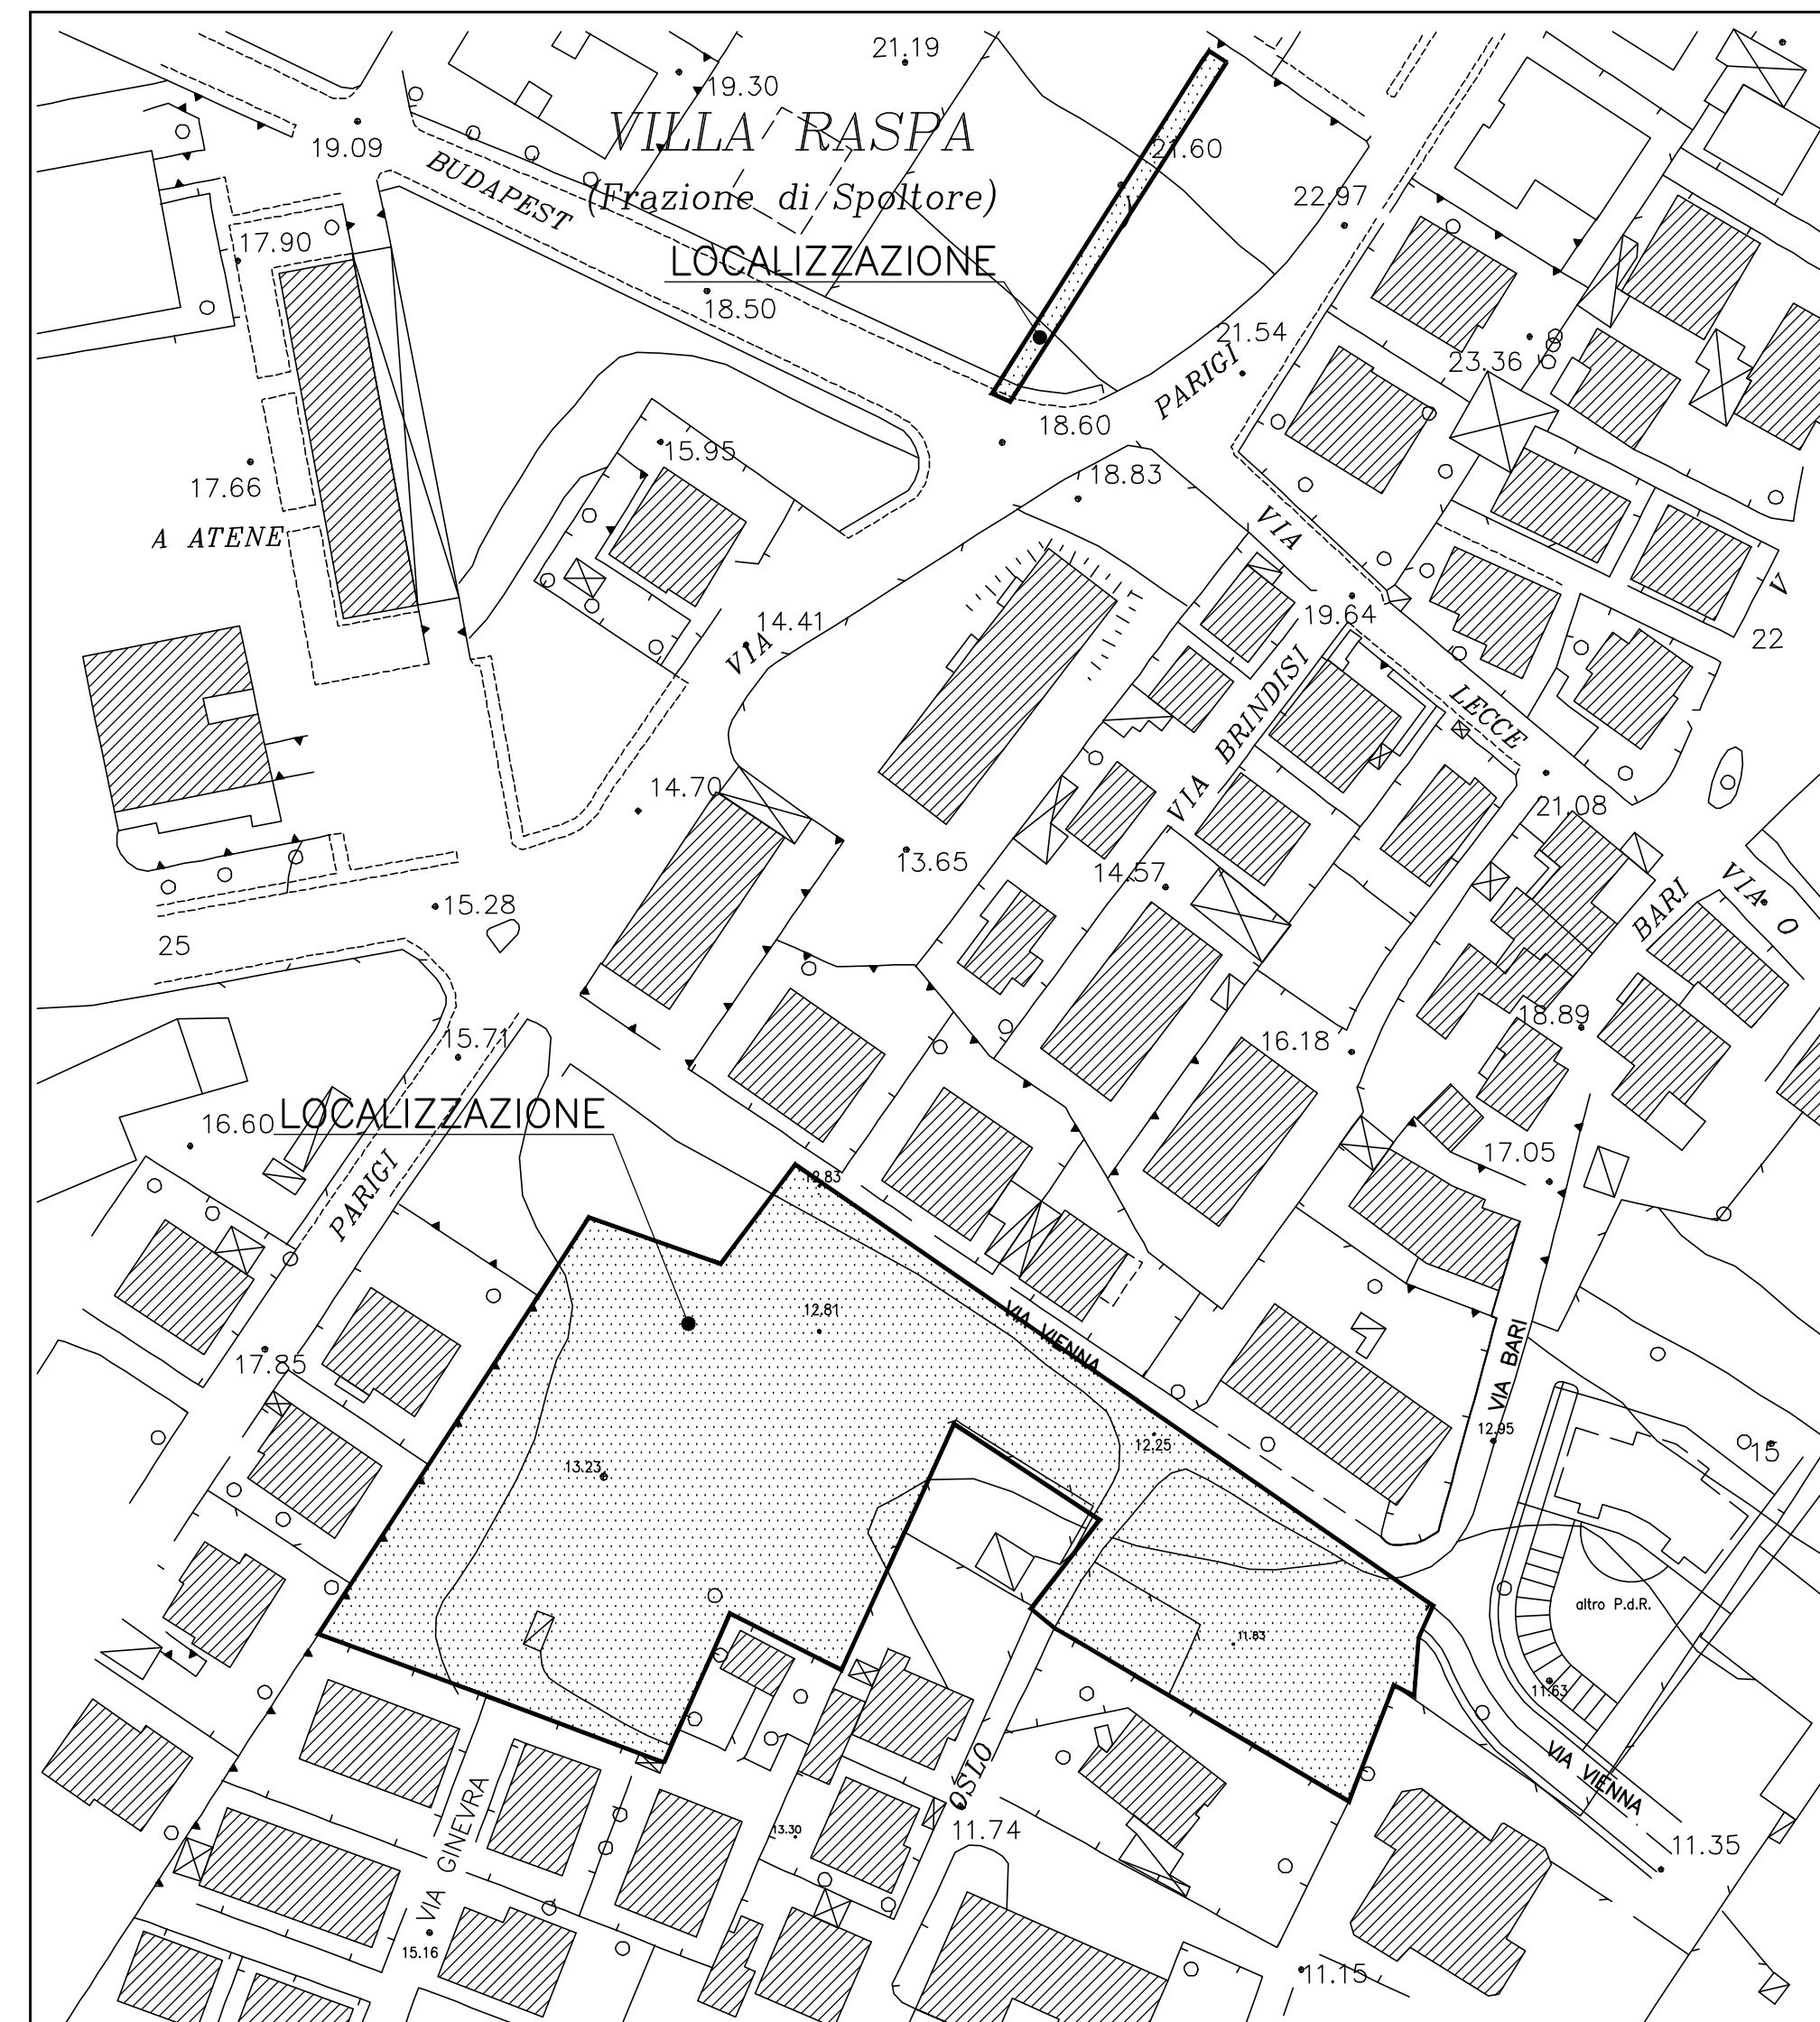 21.19
19.30
VILLA RASPA
19.09
BUDAPEST
21.60
(Frazione di Spoltore)
22.97
17.90
LOCALIZZAZIONE
18.50
21.54
23.36
PARIGI
18.60
15.95
18.83
17.66
VIA
A ATENE
19.64
14.41
22
VIA
VIA BRINDISI
LECCE
14.70
21.08
13.65
14.57
VIA O
15.28
BARI
25
18.89
15.71
16.18
LOCALIZZAZIONE
16.60
17.05
12.83
PARIGI
12.81
VIA VIENNA
17.85
VIA BARI
12.95
12.25
15
13.23
altro P.d.R.
11.83
11.63
VIA VIENNA
OSLO
VIA GINEVRA
13.30
11.74
11.35
15.16
11.15